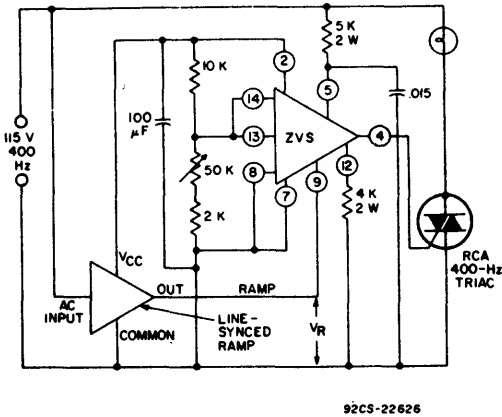 5 K
2 W
10 K
2
5
.015
14
100
µF
13
ZVS
4
115 V
400
Hz
50 K
8
12
7
9
4 K
2 W
2 K
VCC
RCA
400-Hz
TRIAC
OUT
RAMP
AC
INPUT
LINE-
SYNCED
RAMP
VR
COMMON
92CS-22626